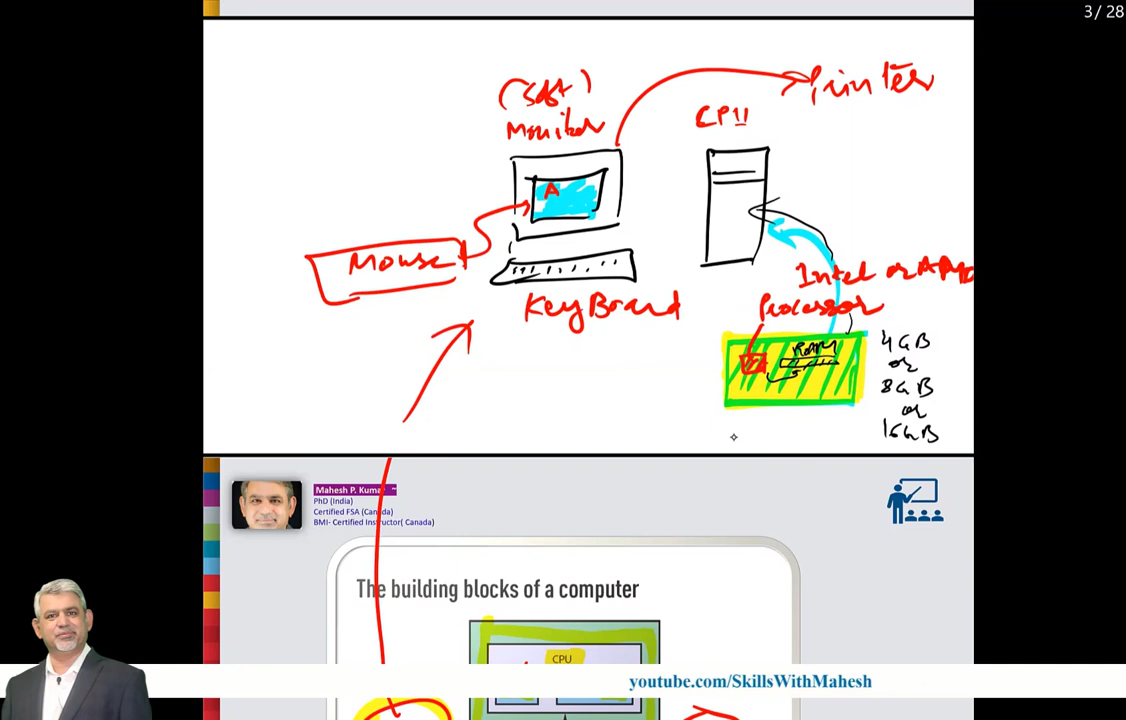 3 / 28
Printer
(Soft)
Monitor
CPU
A
Mouse
KeyBoard
Intel or AMD
Processor
RAM
4GB
or
8GB
or
16GB
Mahesh P. Kumar
PhD (India)
Certified FSA (Canada)
BMI- Certified Instructor( Canada)
The building blocks of a computer
CPU
youtube.com/SkillsWithMahesh